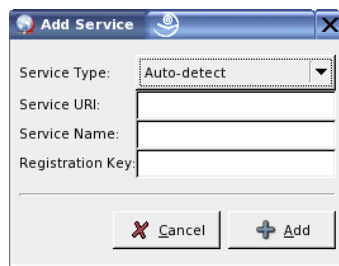 Add Service
Service Type: Auto-detect
Service URI:
Service Name:
Registration Key:
Cancel Add